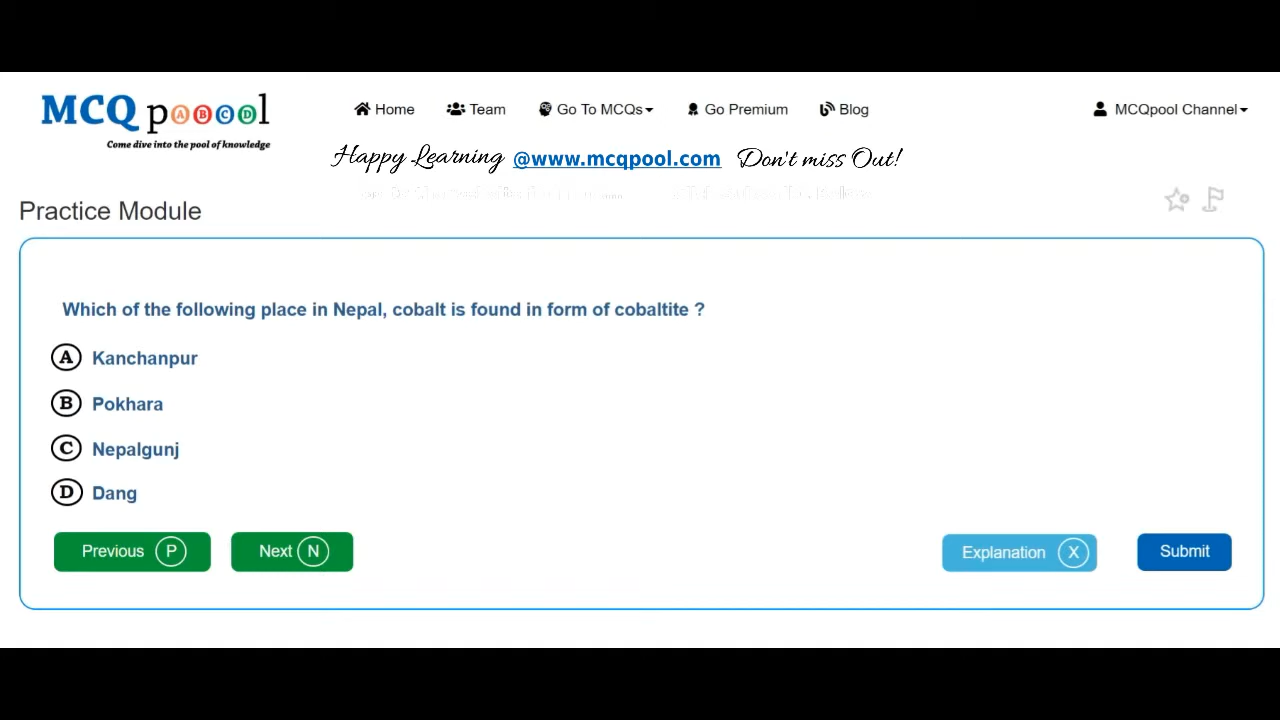 MCQ pooool
Come dive into the pool of knowledge
Home Team Go To MCQs Go Premium Blog MCQpool Channel
Happy Learning @www.mcqpool.com Don't miss Out!
Practice Module
Which of the following place in Nepal, cobalt is found in form of cobaltite ?
A Kanchanpur
B Pokhara
C Nepalgunj
D Dang
Previous P Next N Explanation X Submit